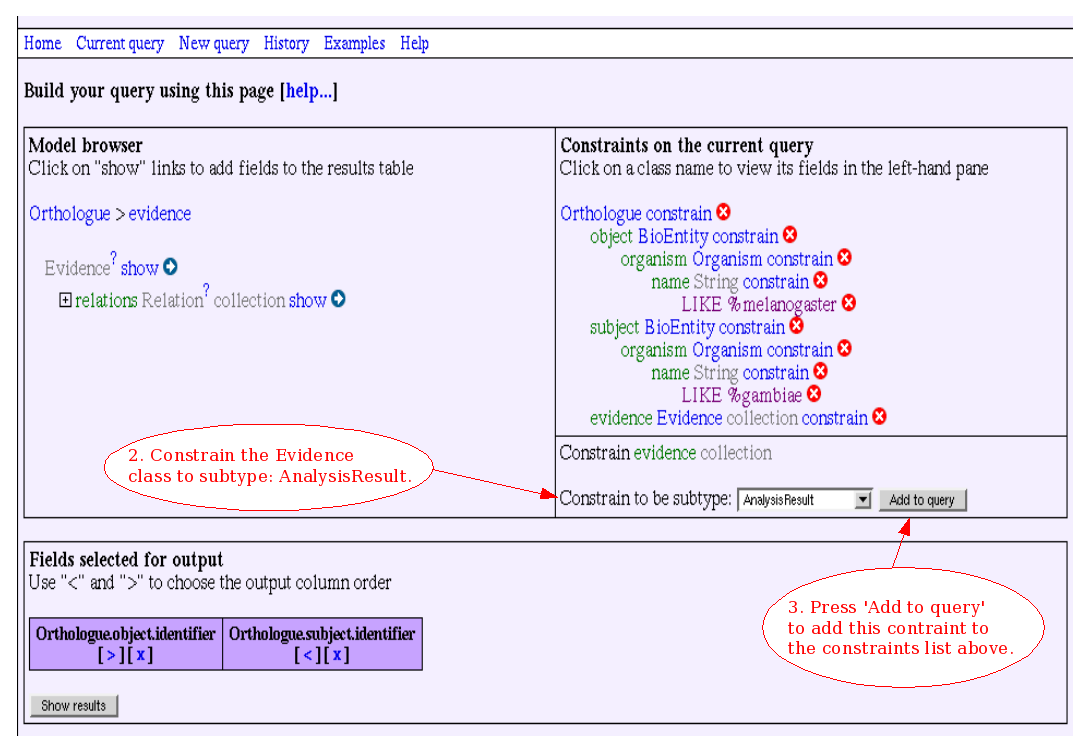 Home Current query New query History Examples Help
Build your query using this page [help...]
Model browser
Click on "show" links to add fields to the results table
Orthologue > evidence
Evidence? show
+ relations Relation? collection show
Constraints on the current query
Click on a class name to view its fields in the left-hand pane
Orthologue constrain
object BioEntity constrain
organism Organism constrain
name String constrain
LIKE %melanogaster
subject BioEntity constrain
organism Organism constrain
name String constrain
LIKE %gambiae
evidence Evidence collection constrain
Constrain evidence collection
Constrain to be subtype: AnalysisResult Add to query
2. Constrain the Evidence
class to subtype: AnalysisResult.
Fields selected for output
Use "<" and ">" to choose the output column order
Orthologue.object.identifier Orthologue.subject.identifier
[>][x] [<][x]
Show results
3. Press 'Add to query'
to add this contraint to
the constraints list above.